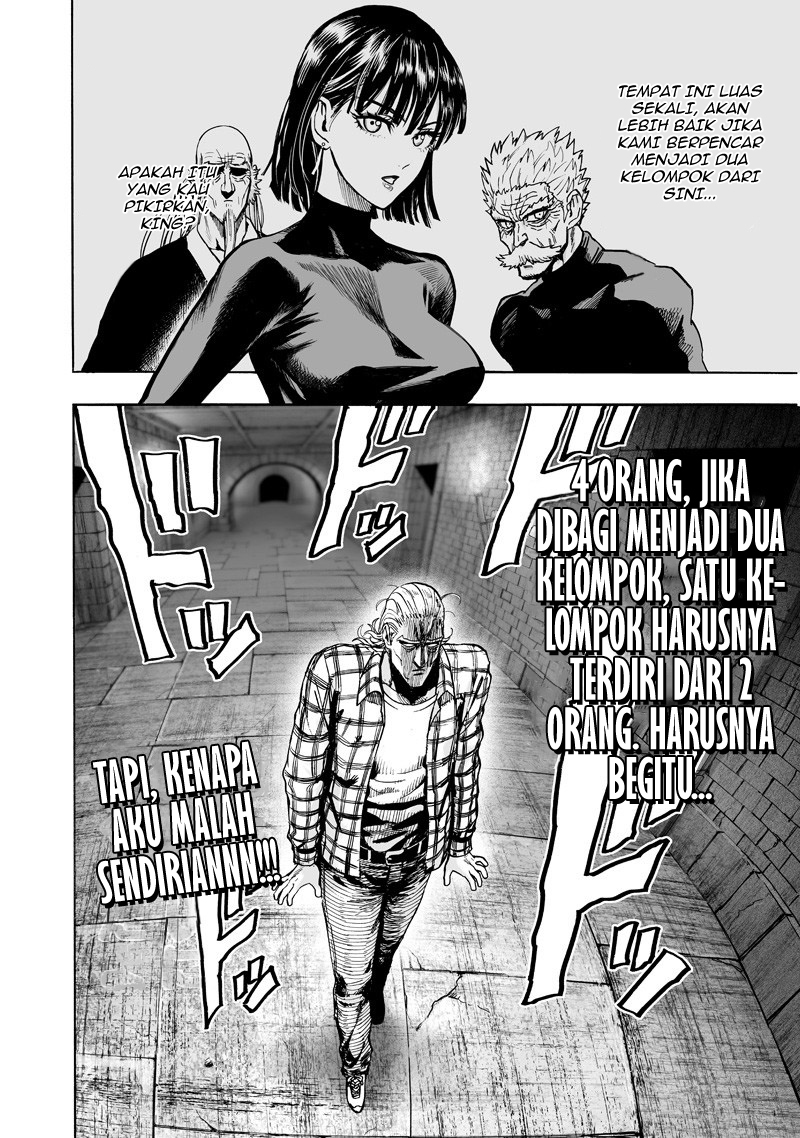 TEMPAT INI LUAS
SEKALI, AKAN
LEBIH BAIK JIKA
KAMI BERPENCAR
MENJADI DUA
KELOMPOK DARI
SINI...
APAKAH ITU
YANG KAU
PIKIRKAN,
KING?
4 ORANG, JIKA
DIBAGI MENJADI DUA
KELOMPOK, SATU KE-
LOMPOK HARUSNYA
TERDIRI DARI 2
ORANG. HARUSNYA
BEGITU...
TAPI, KENAPA
AKU MALAH
SENDIRIANNN!!!
ドッ
ドッ
ドッ
ドッ
ドッ